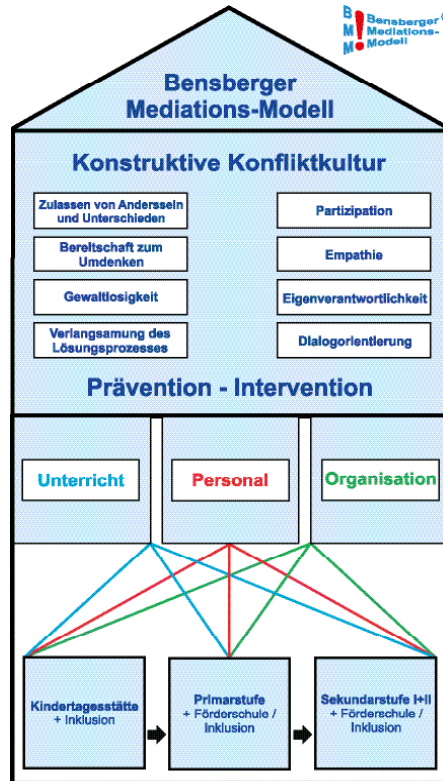 B
M
M
Bensberger
Mediations-
Modell
Bensberger
Mediations-Modell
Konstruktive Konfliktkultur
Zulassen von Anderssein
und Unterschieden
Partizipation
Bereitschaft zum
Umdenken
Empathie
Gewaltlosigkeit
Eigenverantwortlichkeit
Verlangsamung des
Lösungsprozesses
Dialogorientierung
Prävention - Intervention
Unterricht
Personal
Organisation
Kindertagesstätte
+ Inklusion
Primarstufe
+ Förderschule /
Inklusion
Sekundarstufe I+II
+ Förderschule /
Inklusion